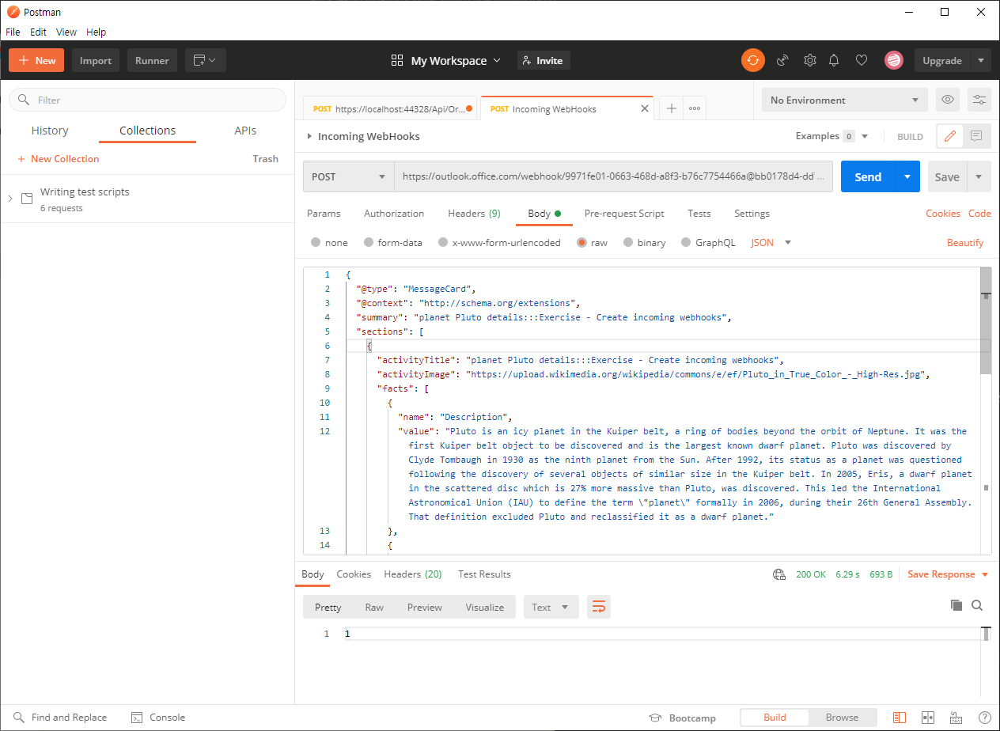 Postman
File Edit View Help
New Import Runner My Workspace Invite Upgrade
Filter
History Collections APIs
New Collection Trash
Writing test scripts
6 requests
POST https://localhost:44328/Api/Or... POST Incoming WebHooks No Environment
Incoming WebHooks Examples 0 BUILD
POST https://outlook.office.com/webhook/9971fe01-0663-468d-a8f3-b76c7754466a@bb0178d4-dd ... Send Save
Params Authorization Headers (9) Body Pre-request Script Tests Settings Cookies Code
none form-data x-www-form-urlencoded raw binary GraphQL JSON Beautify
1 {
2 "@type": "MessageCard",
3 "@context": "http://schema.org/extensions",
4 "summary": "planet Pluto details:::Exercise - Create incoming webhooks",
5 "sections": [
6 {
7 "activityTitle": "planet Pluto details:::Exercise - Create incoming webhooks",
8 "activityImage": "https://upload.wikimedia.org/wikipedia/commons/e/ef/Pluto_in_True_Color_-_High-Res.jpg",
9 "facts": [
10 {
11 "name": "Description",
12 "value": "Pluto is an icy planet in the Kuiper belt, a ring of bodies beyond the orbit of Neptune. It was the
first Kuiper belt object to be discovered and is the largest known dwarf planet. Pluto was discovered by
Clyde Tombaugh in 1930 as the ninth planet from the Sun. After 1992, its status as a planet was questioned
following the discovery of several objects of similar size in the Kuiper belt. In 2005, Eris, a dwarf planet
in the scattered disc which is 27% more massive than Pluto, was discovered. This led the International
Astronomical Union (IAU) to define the term \"planet\" formally in 2006, during their 26th General Assembly.
That definition excluded Pluto and reclassified it as a dwarf planet."
13 },
14 {
Body Cookies Headers (20) Test Results 200 OK 6.29 s 693 B Save Response
Pretty Raw Preview Visualize Text
1 1
Find and Replace Console Bootcamp Build Browse